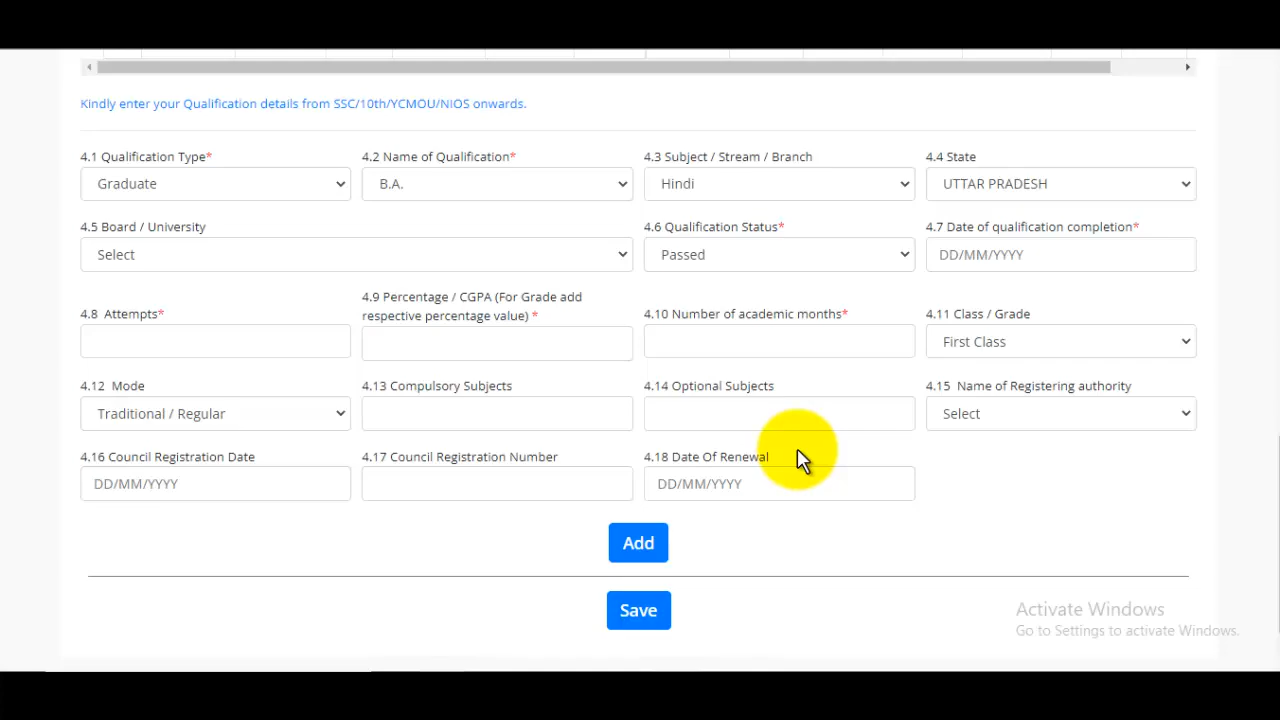 Kindly enter your Qualification details from SSC/10th/YCMOU/NIOS onwards.
4.1 Qualification Type* 4.2 Name of Qualification* 4.3 Subject / Stream / Branch 4.4 State
Graduate B.A. Hindi UTTAR PRADESH
4.5 Board / University 4.6 Qualification Status* 4.7 Date of qualification completion*
Select Passed DD/MM/YYYY
4.8 Attempts* 4.9 Percentage / CGPA (For Grade add respective percentage value) * 4.10 Number of academic months* 4.11 Class / Grade
First Class
4.12 Mode 4.13 Compulsory Subjects 4.14 Optional Subjects 4.15 Name of Registering authority
Traditional / Regular Select
4.16 Council Registration Date 4.17 Council Registration Number 4.18 Date Of Renewal
DD/MM/YYYY DD/MM/YYYY
Add
Save
Activate Windows
Go to Settings to activate Windows.